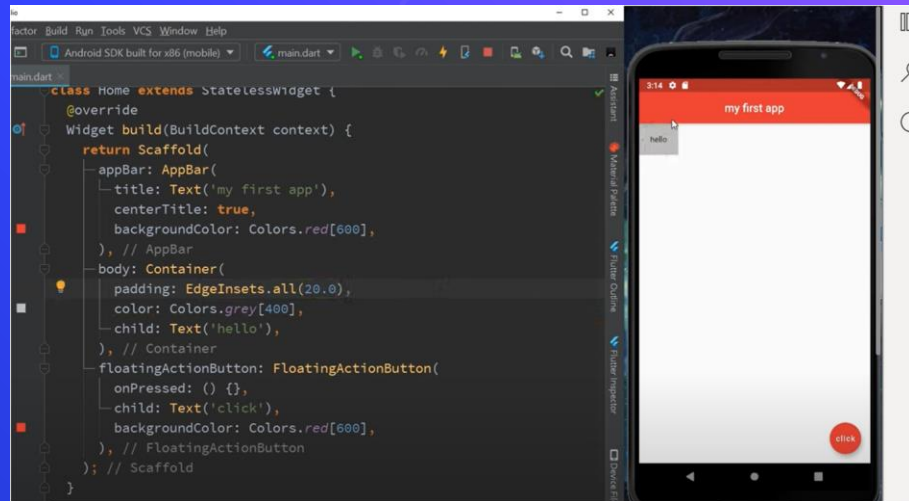 factor Build Run Tools VCS Window Help
Android SDK built for x86 (mobile) main.dart
main.dart
class Home extends StatelessWidget {
@override
Widget build(BuildContext context) {
return Scaffold(
appBar: AppBar(
title: Text('my first app'),
centerTitle: true,
backgroundColor: Colors.red[600],
), // AppBar
body: Container(
padding: EdgeInsets.all(20.0),
color: Colors.grey[400],
child: Text('hello'),
), // Container
floatingActionButton: FloatingActionButton(
onPressed: () {},
child: Text('click'),
backgroundColor: Colors.red[600],
), // FloatingActionButton
); // Scaffold
}
Assistant
Material Palette
Flutter Outline
Flutter Inspector
Device Fil
3:14
my first app
hello
click